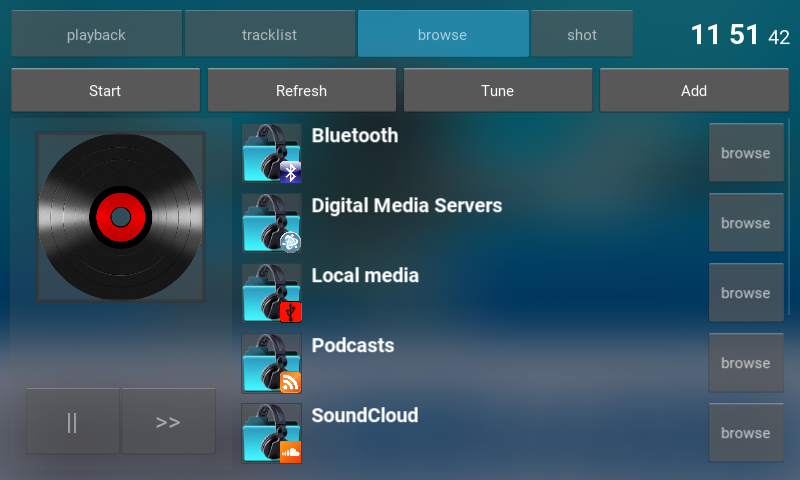 playback tracklist browse shot 11 51 42
Start Refresh Tune Add
Bluetooth browse
Digital Media Servers browse
Local media browse
Podcasts browse
|| >>
SoundCloud browse